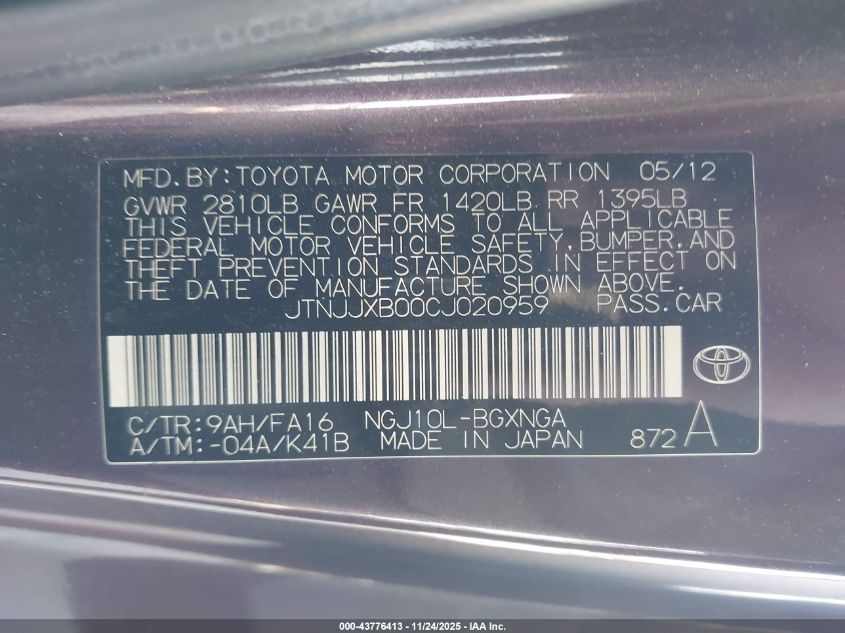 MFD. BY: TOYOTA MOTOR CORPORATION 05/12
GVWR 2810LB GAWR FR 1420LB RR 1395LB
THIS VEHICLE CONFORMS TO ALL APPLICABLE
FEDERAL MOTOR VEHICLE SAFETY, BUMPER, AND
THEFT PREVENTION STANDARDS IN EFFECT ON
THE DATE OF MANUFACTURE SHOWN ABOVE.
JTNJJXB00CJ020959 PASS.CAR
C/TR: 9AH/FA16 NGJ10L-BGXNGA
A/TM: -04A/K41B MADE IN JAPAN 872 A
000-43776413 - 11/24/2025 - IAA Inc.